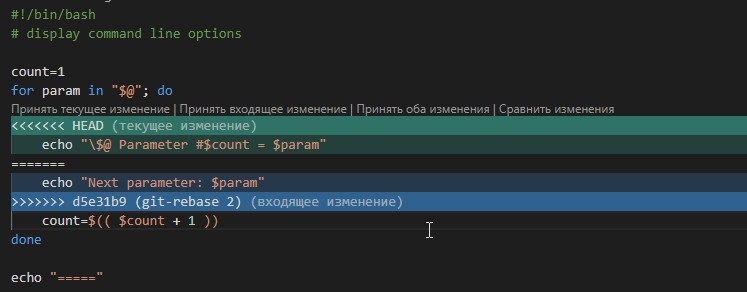 #!/bin/bash
# display command line options

count=1
for param in "$@"; do
Принять текущее изменение | Принять входящее изменение | Принять оба изменения | Сравнить изменения
<<<<<<< HEAD (текущее изменение)
    echo "\$@ Parameter #$count = $param"
=======
    echo "Next parameter: $param"
>>>>>>> d5e31b9 (git-rebase 2) (входящее изменение)
    count=$(( $count + 1 ))
done

echo "====="